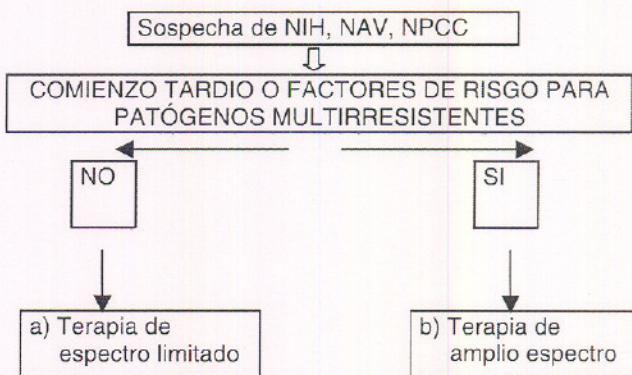 Sospecha de NIH, NAV, NPCC
COMIENZO TARDIO O FACTORES DE RIESGO PARA
PATÓGENOS MULTIRRESISTENTES
NO
SI
a) Terapia de
espectro limitado
b) Terapia de
amplio espectro